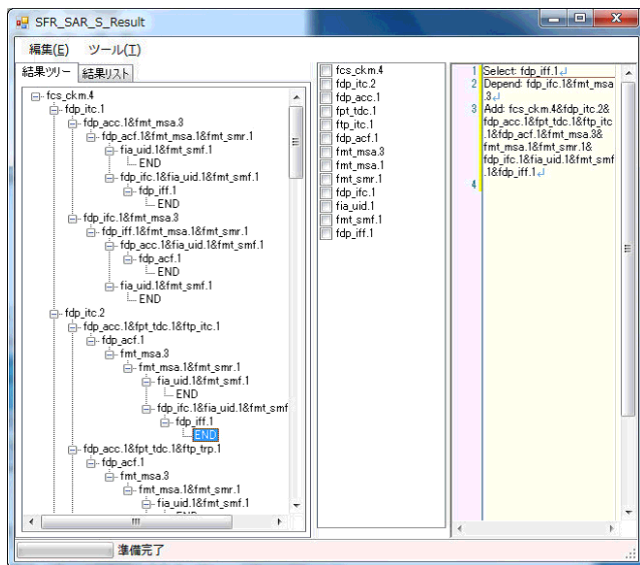 SFR_SAR_S_Result
編集(E) ツール(T)
結果ツリー 結果リスト
fcs_ckm.4
fdp_itc.1
fdp_acc.1&fmt_msa.3
fdp_acf.1&fmt_msa.1&fmt_smr.1
fia_uid.1&fmt_smf.1
END
fdp_ifc.1&fia_uid.1&fmt_smf.1
fdp_iff.1
END
fdp_ifc.1&fmt_msa.3
fdp_iff.1&fmt_msa.1&fmt_smr.1
fdp_acc.1&fia_uid.1&fmt_smf.1
fdp_acf.1
END
fia_uid.1&fmt_smf.1
END
fdp_itc.2
fdp_acc.1&fpt_tdc.1&ftp_itc.1
fdp_acf.1
fmt_msa.3
fmt_msa.1&fmt_smr.1
fia_uid.1&fmt_smf.1
END
fdp_ifc.1&fia_uid.1&fmt_smf
fdp_iff.1
END
fdp_acc.1&fpt_tdc.1&ftp_trp.1
fdp_acf.1
fmt_msa.3
fmt_msa.1&fmt_smr.1
fia_uid.1&fmt_smf.1
fcs_ckm.4
fdp_itc.2
fdp_acc.1
fpt_tdc.1
ftp_itc.1
fdp_acf.1
fmt_msa.3
fmt_msa.1
fmt_smr.1
fdp_ifc.1
fia_uid.1
fmt_smf.1
fdp_iff.1
1 Select: fdp_iff.1↵
2 Depend: fdp_ifc.1&fmt_msa
.3↵
3 Add: fcs_ckm.4&fdp_itc.2&
fdp_acc.1&fpt_tdc.1&ftp_itc
.1&fdp_acf.1&fmt_msa.3&
fmt_msa.1&fmt_smr.1&
fdp_ifc.1&fia_uid.1&fmt_smf
.1&fdp_iff.1↵
4
準備完了